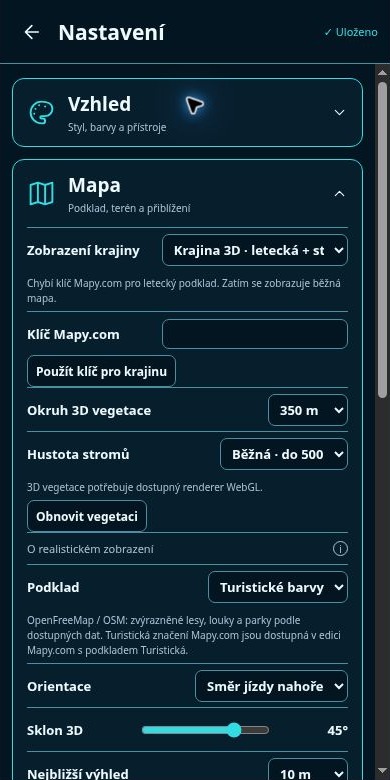 Nastavení
✓ Uloženo
Vzhled
Styl, barvy a přístroje
Mapa
Podklad, terén a přiblížení
Zobrazení krajiny
Krajina 3D · letecká + st
Chybí klíč Mapy.com pro letecký podklad. Zatím se zobrazuje běžná
mapa.
Klíč Mapy.com
Použít klíč pro krajinu
Okruh 3D vegetace
350 m
Hustota stromů
Běžná · do 500
3D vegetace potřebuje dostupný renderer WebGL.
Obnovit vegetaci
O realistickém zobrazení
Podklad
Turistické barvy
OpenFreeMap / OSM: zvýrazněné lesy, louky a parky podle
dostupných dat. Turistická značení Mapy.com jsou dostupná v edici
Mapy.com s podkladem Turistická.
Orientace
Směr jízdy nahoře
Sklon 3D
45°
Nejbližší výhled
10 m